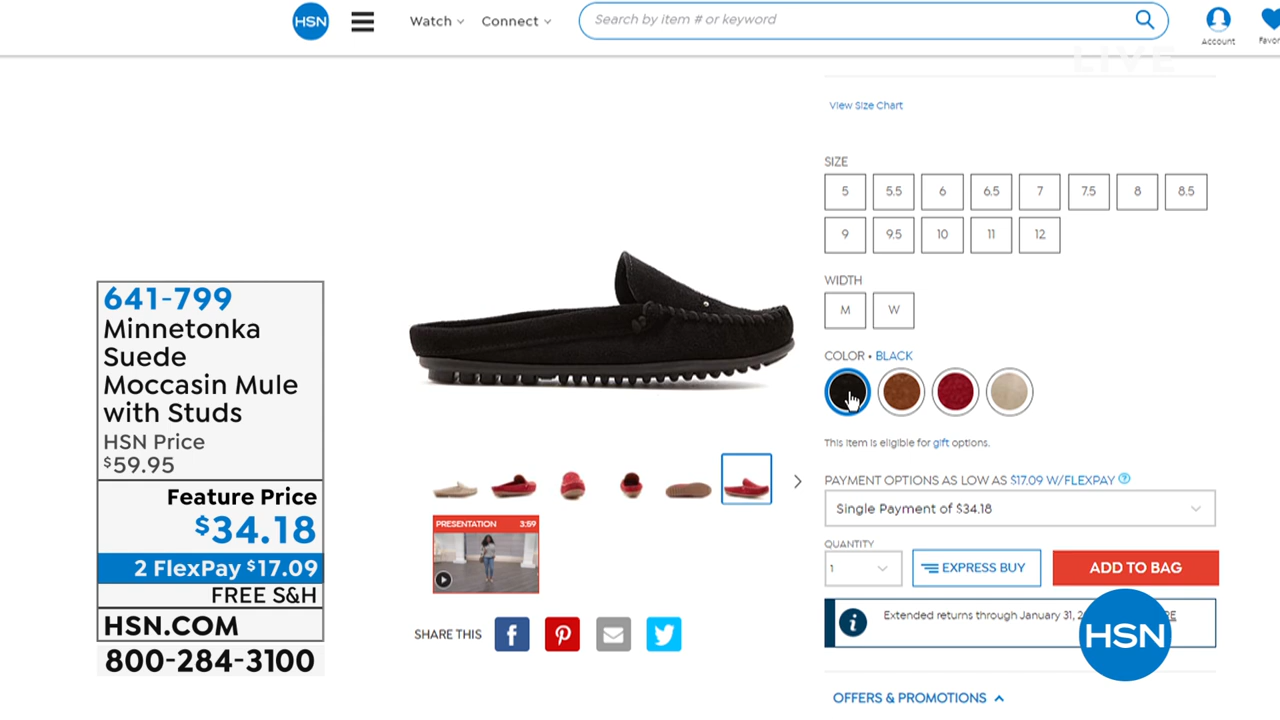 HSN
Watch
Connect
Search by item # or keyword
Account
LIVE
View Size Chart
SIZE
5 5.5 6 6.5 7 7.5 8 8.5
9 9.5 10 11 12
WIDTH
M W
COLOR • BLACK
This item is eligible for gift options.
PAYMENT OPTIONS AS LOW AS $17.09 W/FLEXPAY ?
Single Payment of $34.18
QUANTITY
1
EXPRESS BUY
ADD TO BAG
Extended returns through January 31,
HSN
OFFERS & PROMOTIONS
641-799
Minnetonka
Suede
Moccasin Mule
with Studs
HSN Price
$59.95
Feature Price
$34.18
2 FlexPay $17.09
FREE S&H
HSN.COM
800-284-3100
PRESENTATION 3:59
SHARE THIS